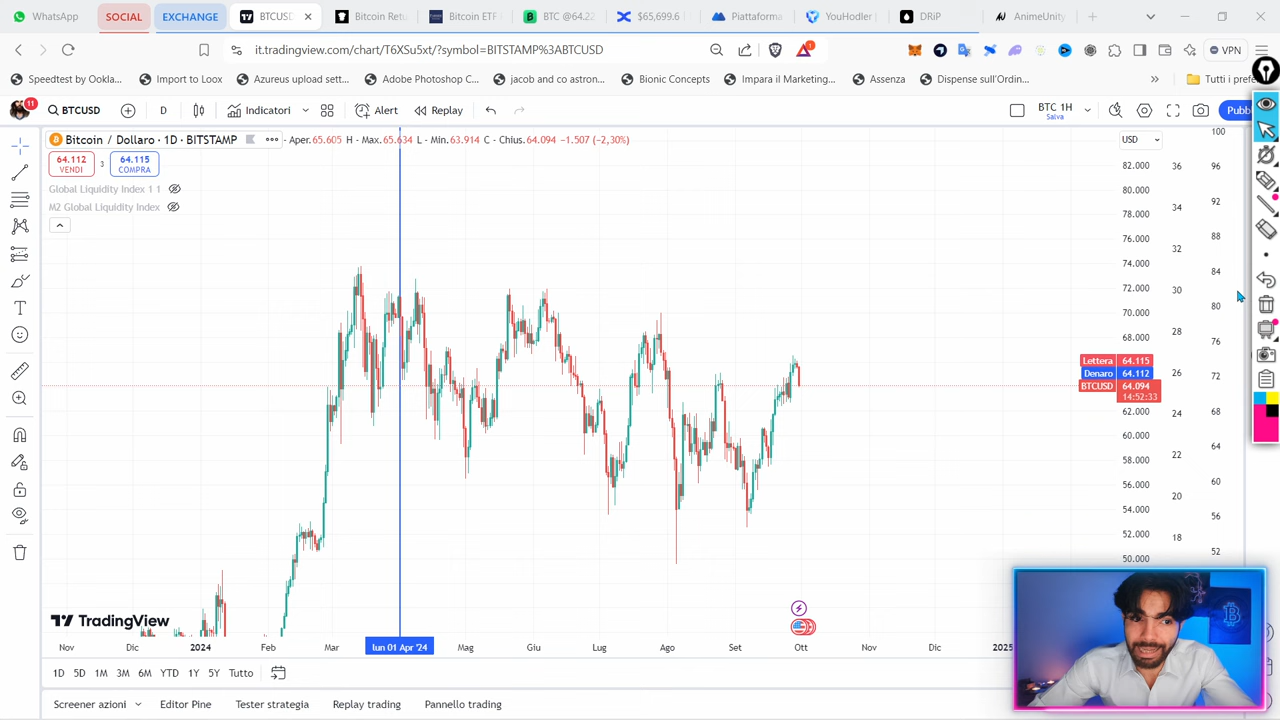 WhatsApp
SOCIAL
EXCHANGE
BTCUSD
Bitcoin Retu
Bitcoin ETF
BTC @64.22
$65,699.6
Piattaform
YouHodler
DRiP
AnimeUnity
it.tradingview.com/chart/T6XSu5xt/?symbol=BITSTAMP%3ABTCUSD
1
VPN
Speedtest by Ookla...
Import to Loox
Azureus upload sett...
Adobe Photoshop C...
jacob and co astron...
Bionic Concepts
Impara il Marketing...
Assenza
Dispense sull'Ordin...
Tutti i prefe
11
BTCUSD
D
Indicatori
Alert
Replay
BTC 1H
Salva
Pubb
Bitcoin / Dollaro · 1D · BITSTAMP
- Aper.65.605 H - Max.65.634 L - Min.63.914 C - Chius.64.094 −1.507 (−2,30%)
USD
64.112
VENDI
3
64.115
COMPRA
Global Liquidity Index 1 1
M2 Global Liquidity Index
82.000
80.000
78.000
76.000
74.000
72.000
70.000
68.000
62.000
60.000
58.000
56.000
54.000
52.000
50.000
36
34
32
30
28
26
24
22
20
18
100
96
92
88
84
80
76
72
68
64
60
56
52
Lettera 64.115
Denaro 64.112
BTCUSD 64.094
14:52:33
TradingView
Nov
Dic
2024
Feb
Mar
lun 01 Apr '24
Mag
Giu
Lug
Ago
Set
Ott
Nov
Dic
2025
1D
5D
1M
3M
6M
YTD
1Y
5Y
Tutto
Screener azioni
Editor Pine
Tester strategia
Replay trading
Pannello trading